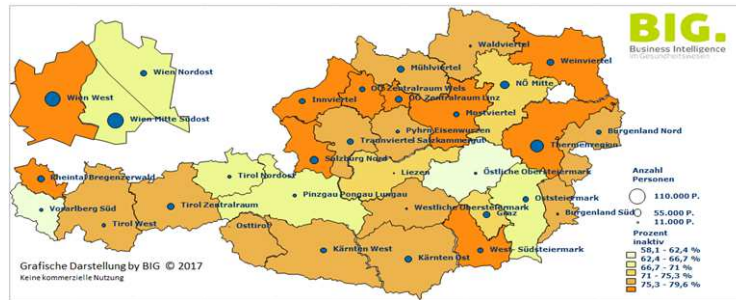 BIG.
Business Intelligence
im Gesundheitswesen
Waldviertel
Weinviertel
Wien Nordost
Mühlviertel
OÖ Zentralraum Wels
NÖ Mitte
Wien West
Innviertel
OÖ Zentralraum Linz
Wien Mitte Südost
Mostviertel
Pyhrn Eisenwurzen
Burgenland Nord
Traunviertel Salzkammergut
Thermenregion
Salzburg Nord
Liezen
Östliche Obersteiermark
Rheintal Bregenzerwald
Tirol Nordost
Pinzgau Pongau Lungau
Oststeiermark
Vorarlberg Süd
Tirol Zentralraum
Westliche Obersteiermark
Graz
Burgenland Süd
Tirol West
Osttirol
Kärnten West
Kärnten Ost
West- Südsteiermark
Anzahl
Personen
110.000 P.
55.000 P.
11.000 P.
Prozent
inaktiv
58,1 - 62,4 %
62,4 - 66,7 %
66,7 - 71 %
71 - 75,3 %
75,3 - 79,6 %
Grafische Darstellung by BIG © 2017
Keine kommerzielle Nutzung